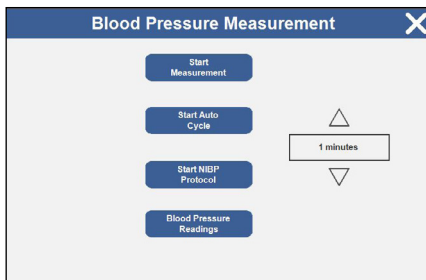 Blood Pressure Measurement
Start
Measurement
Start Auto
Cycle
1 minutes
Start NIBP
Protocol
Blood Pressure
Readings